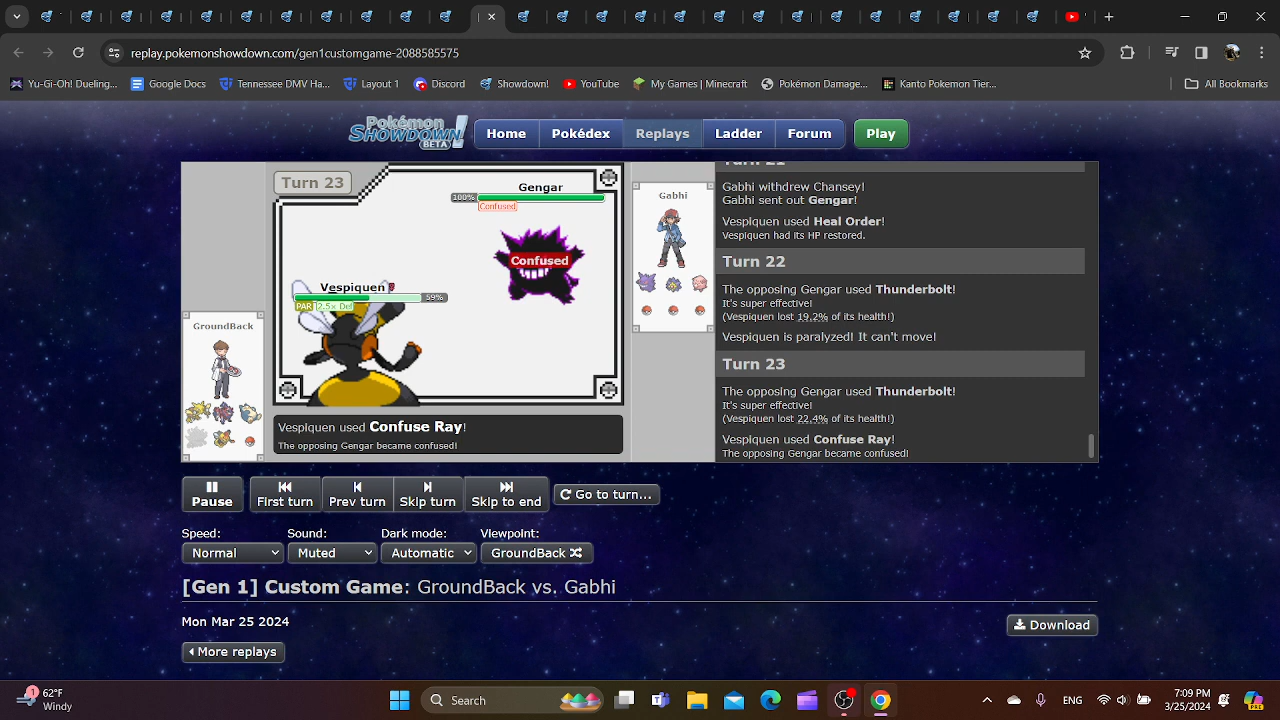 replay.pokemonshowdown.com/gen1customgame-2088585575
Yu-Gi-Oh! Dueling...
Google Docs
Tennessee DMV Ha...
Layout 1
Discord
Showdown!
YouTube
My Games | Minecraft
Pokémon Damage...
Kanto Pokemon Tier...
All Bookmarks
Pokémon
SHOWDOWN!
BETA
Home
Pokédex
Replays
Ladder
Forum
Play
Turn 23
Gengar
100%
Confused
Confused
Vespiquen
59%
PAR 2.5× Def
GroundBack
Gabhi
Vespiquen used Confuse Ray!
The opposing Gengar became confused!
Turn 21
Gabhi withdrew Chansey!
Gabhi sent out Gengar!
Vespiquen used Heal Order!
Vespiquen had its HP restored.
Turn 22
The opposing Gengar used Thunderbolt!
It's super effective!
(Vespiquen lost 19.2% of its health!)
Vespiquen is paralyzed! It can't move!
Turn 23
The opposing Gengar used Thunderbolt!
It's super effective!
(Vespiquen lost 22.4% of its health!)
Vespiquen used Confuse Ray!
The opposing Gengar became confused!
Pause
First turn
Prev turn
Skip turn
Skip to end
Go to turn...
Speed:
Sound:
Dark mode:
Viewpoint:
Normal
Muted
Automatic
GroundBack
[Gen 1] Custom Game: GroundBack vs. Gabhi
Mon Mar 25 2024
Download
More replays
1
62°F
Windy
Search
ENG
7:09 PM
3/25/2024
PRE